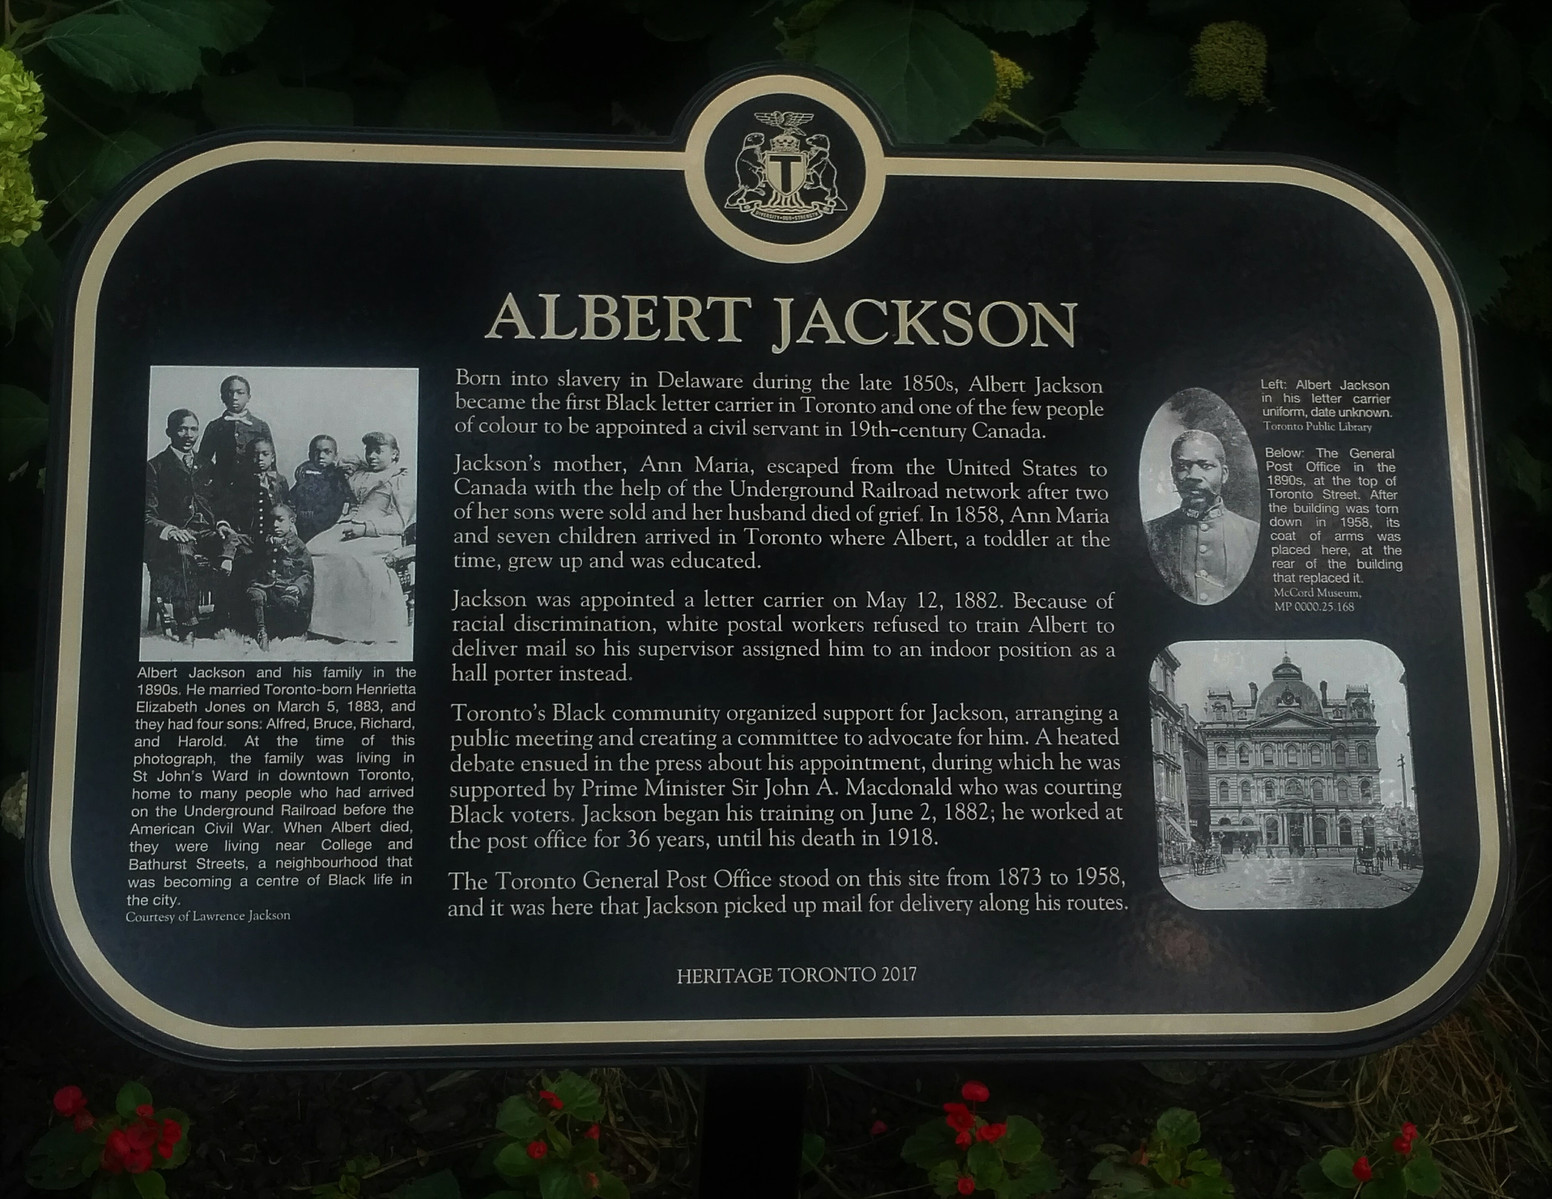 DIVERSITY • OUR • STRENGTH
T
ALBERT JACKSON
Born into slavery in Delaware during the late 1850s, Albert Jackson
became the first Black letter carrier in Toronto and one of the few people
of colour to be appointed a civil servant in 19th-century Canada.
Jackson's mother, Ann Maria, escaped from the United States to
Canada with the help of the Underground Railroad network after two
of her sons were sold and her husband died of grief. In 1858, Ann Maria
and seven children arrived in Toronto where Albert, a toddler at the
time, grew up and was educated.
Jackson was appointed a letter carrier on May 12, 1882. Because of
racial discrimination, white postal workers refused to train Albert to
deliver mail so his supervisor assigned him to an indoor position as a
hall porter instead.
Toronto's Black community organized support for Jackson, arranging a
public meeting and creating a committee to advocate for him. A heated
debate ensued in the press about his appointment, during which he was
supported by Prime Minister Sir John A. Macdonald who was courting
Black voters. Jackson began his training on June 2, 1882; he worked at
the post office for 36 years, until his death in 1918.
The Toronto General Post Office stood on this site from 1873 to 1958,
and it was here that Jackson picked up mail for delivery along his routes.
Albert Jackson and his family in the
1890s. He married Toronto-born Henrietta
Elizabeth Jones on March 5, 1883, and
they had four sons: Alfred, Bruce, Richard,
and Harold. At the time of this
photograph, the family was living in
St John's Ward in downtown Toronto,
home to many people who had arrived
on the Underground Railroad before the
American Civil War. When Albert died,
they were living near College and
Bathurst Streets, a neighbourhood that
was becoming a centre of Black life in
the city.
Courtesy of Lawrence Jackson
Left: Albert Jackson
in his letter carrier
uniform, date unknown.
Toronto Public Library
Below: The General
Post Office in the
1890s, at the top of
Toronto Street. After
the building was torn
down in 1958, its
coat of arms was
placed here, at the
rear of the building
that replaced it.
McCord Museum,
MP 0000.25.168
HERITAGE TORONTO 2017